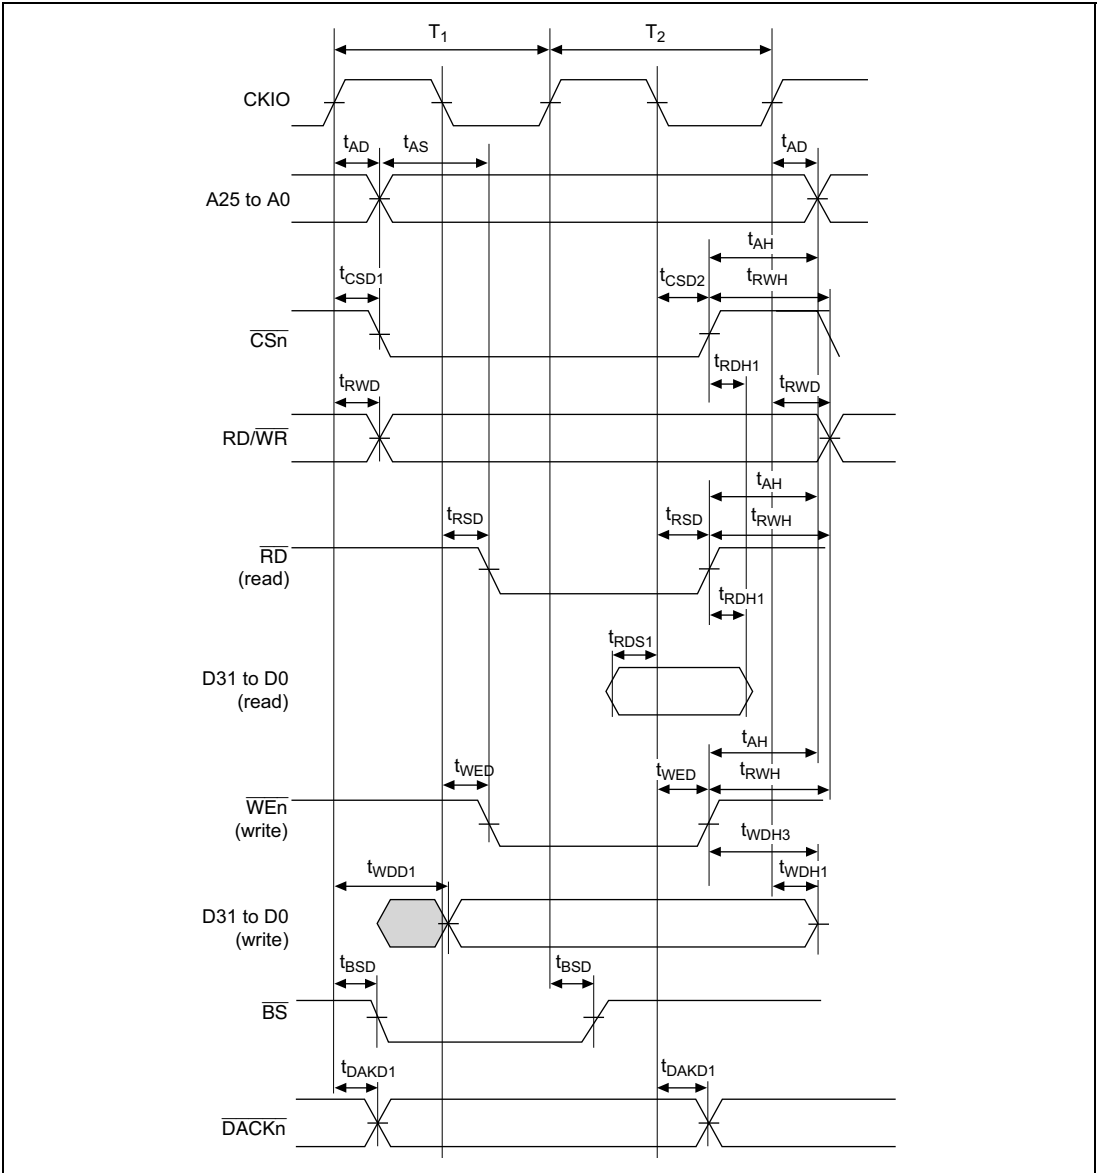 T1 T2
CKIO
tAD tAS tAD
A25 to A0
tAH
tCSD1 tCSD2 tRWH
CSn
tRDH1
tRWD tRWD
RD/WR
tAH
tRSD tRSD tRWH
RD
(read)
tRDH1
tRDS1
D31 to D0
(read)
tAH
tWED tWED tRWH
WEn
(write)
tWDH3
tWDD1 tWDH1
D31 to D0
(write)
tBSD tBSD
BS
tDAKD1 tDAKD1
DACKn